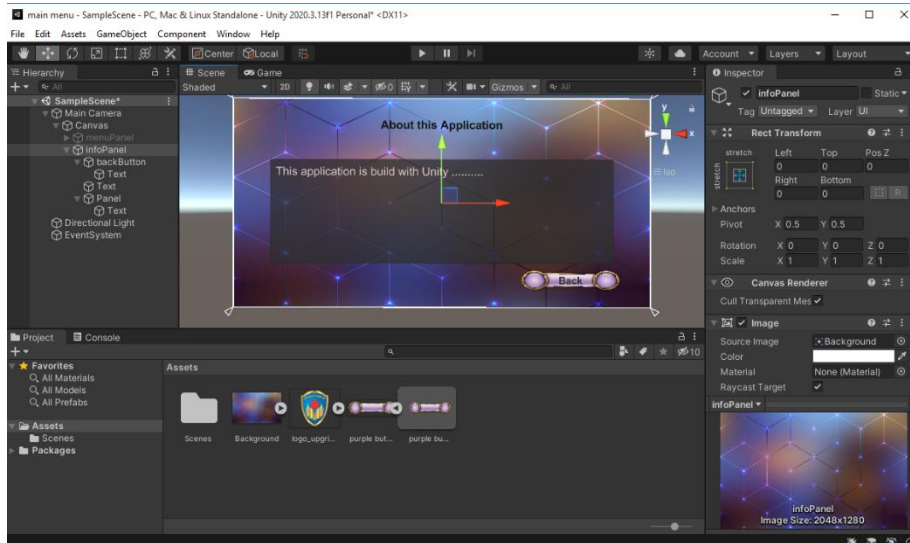 main menu - SampleScene - PC, Mac & Linux Standalone - Unity 2020.3.13f1 Personal* <DX11>
File Edit Assets GameObject Component Window Help
Center Local
Account Layers Layout
Hierarchy
All
SampleScene*
Main Camera
Canvas
menuPanel
infoPanel
backButton
Text
Text
Panel
Text
Directional Light
EventSystem
Scene Game
Shaded 2D 0 Gizmos All
y
x
Iso
About this Application
This application is build with Unity ..........
Back
Inspector
infoPanel Static
Tag Untagged Layer UI
Rect Transform
stretch Left Top Pos Z
stretch 0 0 0
Right Bottom
0 0 R
Anchors
Pivot X 0.5 Y 0.5
Rotation X 0 Y 0 Z 0
Scale X 1 Y 1 Z 1
Canvas Renderer
Cull Transparent Mes
Image
Source Image Background
Color
Material None (Material)
Raycast Target
infoPanel
infoPanel
Image Size: 2048x1280
Project Console
10
Favorites
All Materials
All Models
All Prefabs
Assets
Scenes
Packages
Assets
Scenes Background logo_upgri... purple but... purple bu...